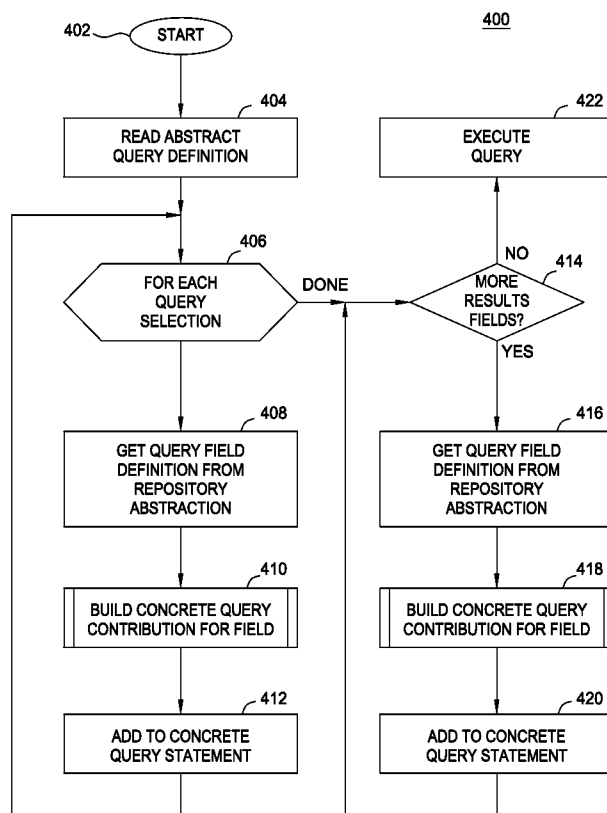 400
402
START
404
READ ABSTRACT
QUERY DEFINITION
422
EXECUTE
QUERY
406
FOR EACH
QUERY
SELECTION
DONE
NO
414
MORE
RESULTS
FIELDS?
YES
408
GET QUERY FIELD
DEFINITION FROM
REPOSITORY
ABSTRACTION
416
GET QUERY FIELD
DEFINITION FROM
REPOSITORY
ABSTRACTION
410
BUILD CONCRETE QUERY
CONTRIBUTION FOR FIELD
418
BUILD CONCRETE QUERY
CONTRIBUTION FOR FIELD
412
ADD TO CONCRETE
QUERY STATEMENT
420
ADD TO CONCRETE
QUERY STATEMENT